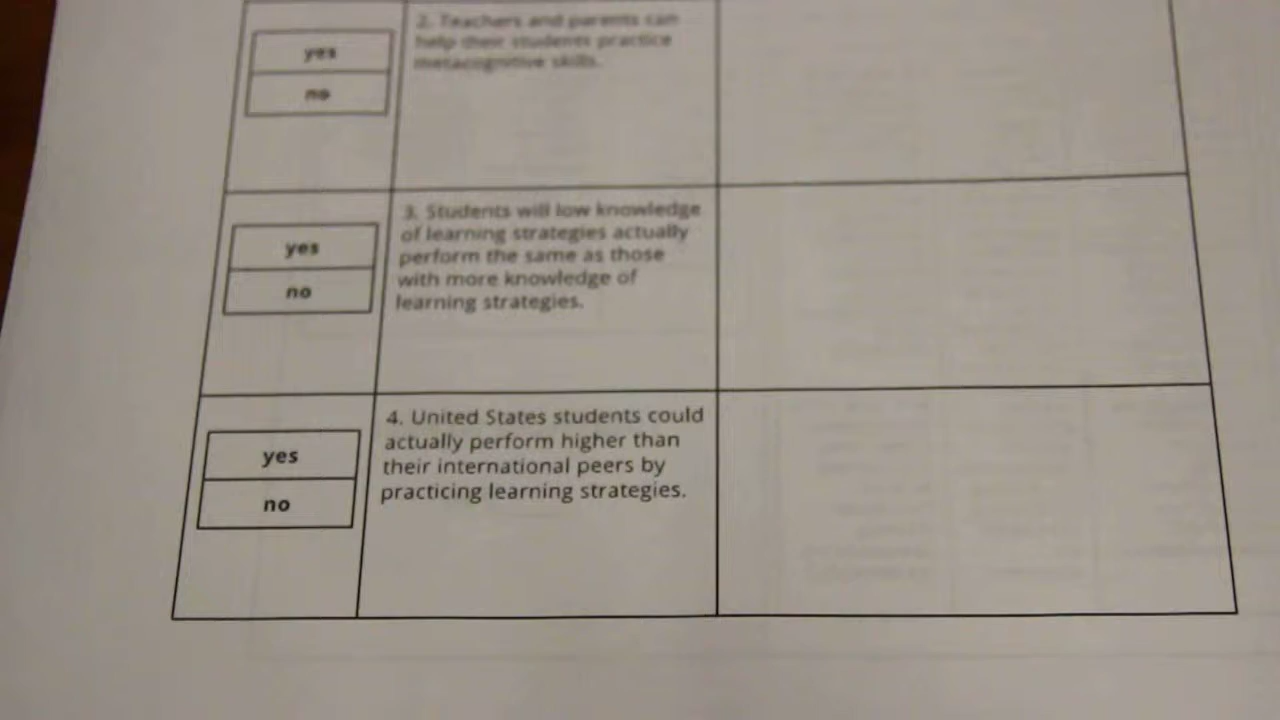 yes
no
2. Teachers and parents can
help their students practice
metacognitive skills.
yes
no
3. Students will low knowledge
of learning strategies actually
perform the same as those
with more knowledge of
learning strategies.
yes
no
4. United States students could
actually perform higher than
their international peers by
practicing learning strategies.